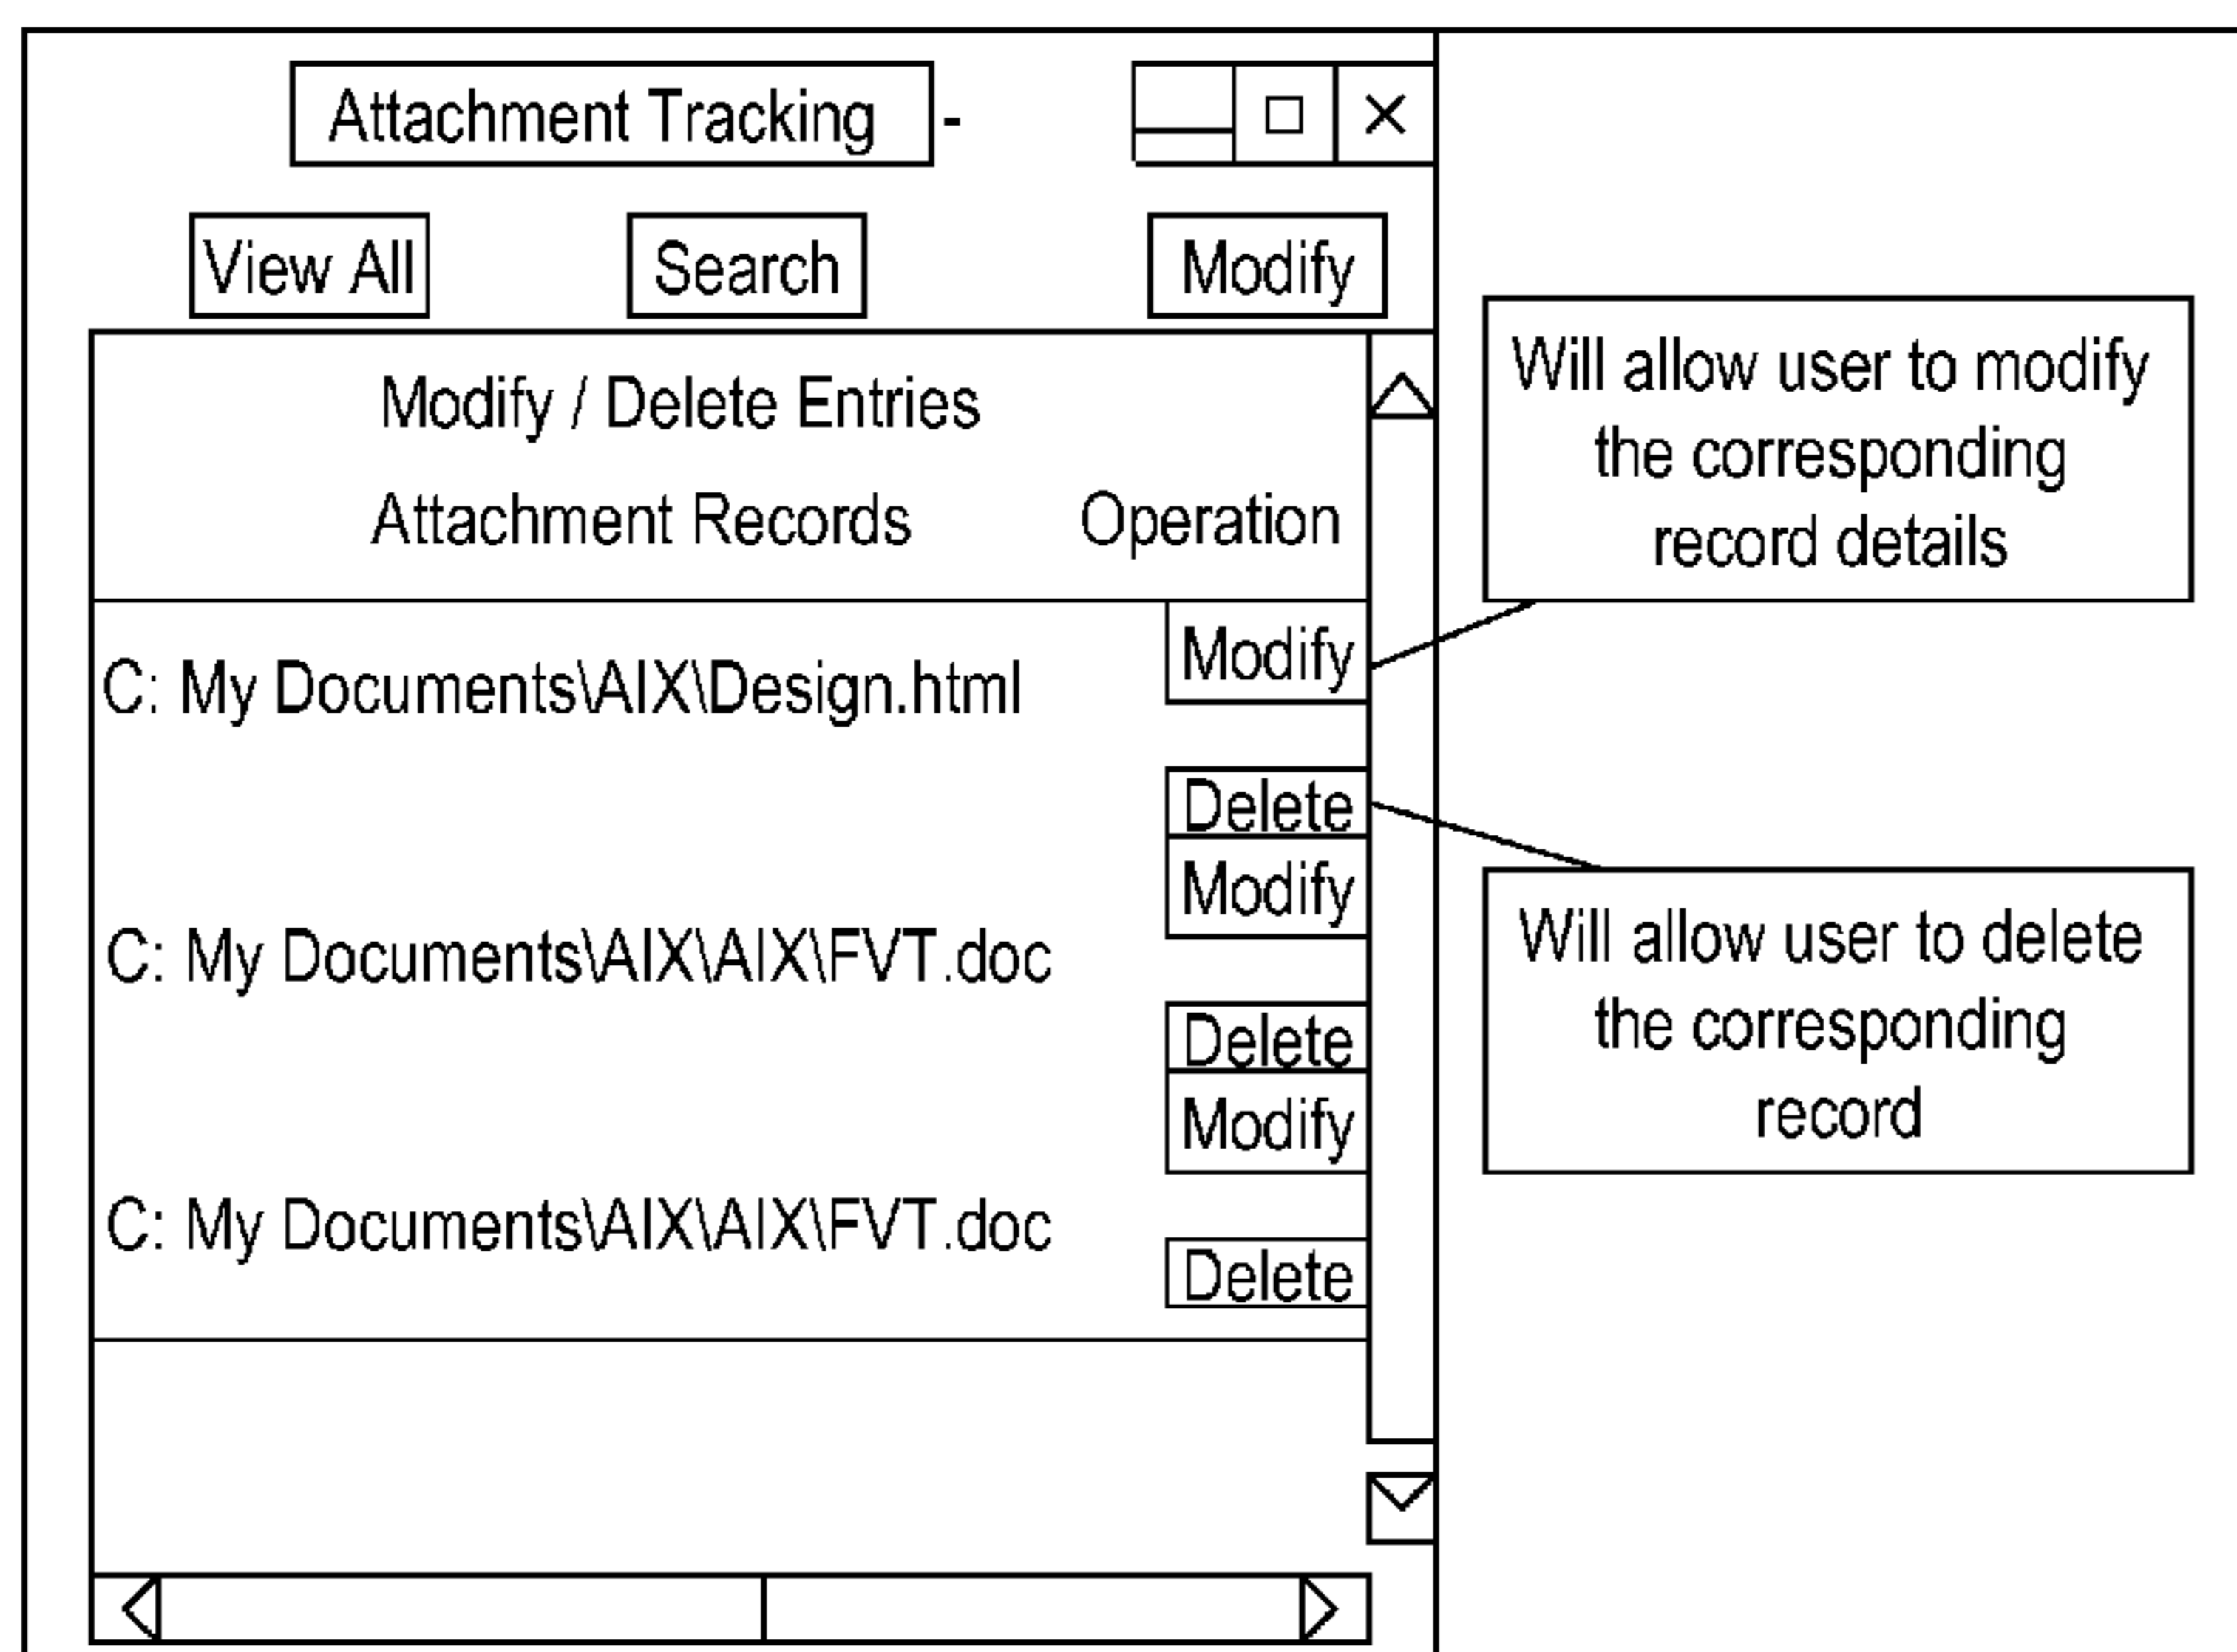 Attachment Tracking -
View All Search Modify
Modify / Delete Entries
Attachment Records Operation
Modify
C: My Documents\AIX\Design.html
Delete
Modify
C: My Documents\AIX\AIX\FVT.doc
Delete
Modify
C: My Documents\AIX\AIX\FVT.doc
Delete
Will allow user to modify
the corresponding
record details
Will allow user to delete
the corresponding
record